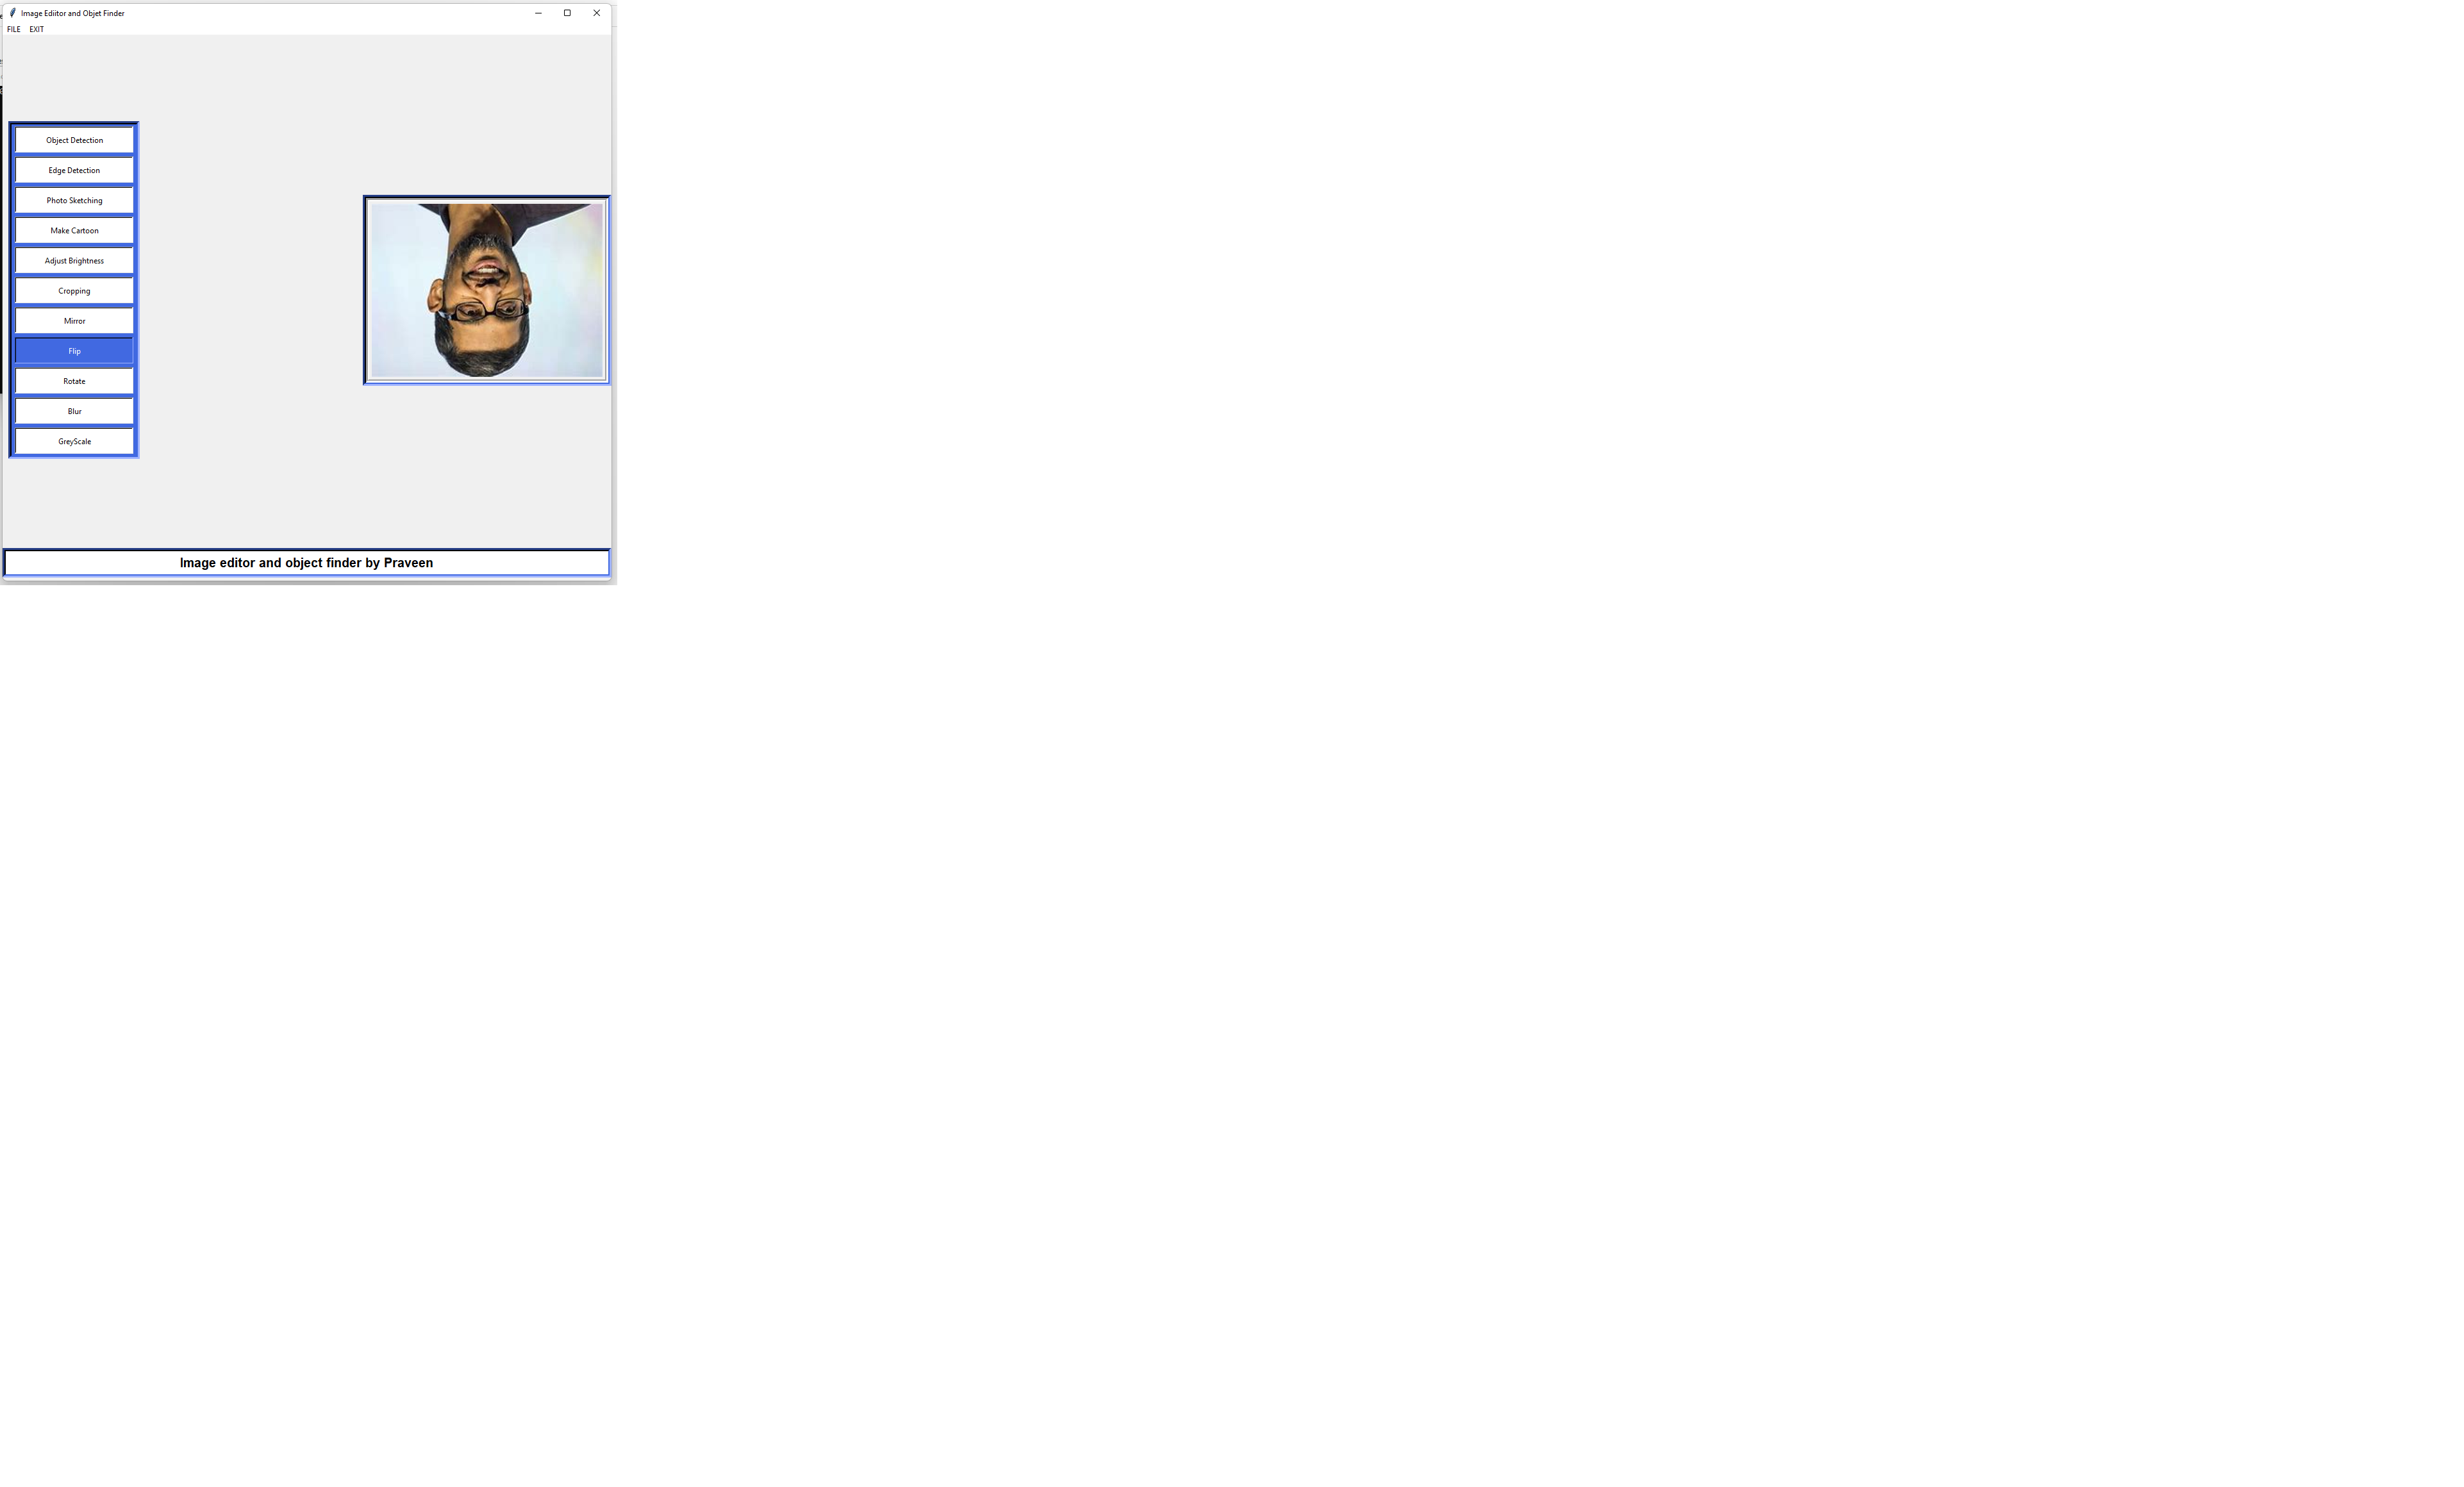 Image Ediitor and Objet Finder
FILE EXIT
Object Detection
Edge Detection
Photo Sketching
Make Cartoon
Adjust Brightness
Cropping
Mirror
Flip
Rotate
Blur
GreyScale
Image editor and object finder by Praveen